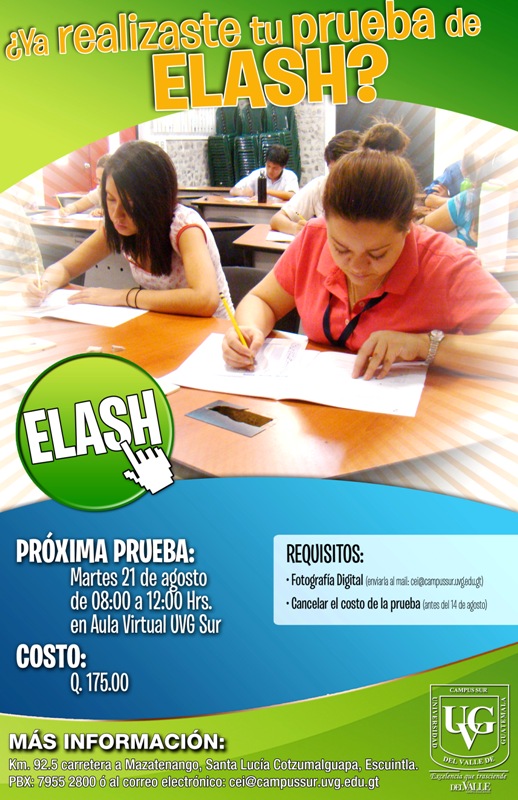 ¿Ya realizaste tu prueba de
ELASH?
ELASH
PRÓXIMA PRUEBA:
Martes 21 de agosto
de 08:00 a 12:00 Hrs.
en Aula Virtual UVG Sur
COSTO:
Q. 175.00
REQUISITOS:
• Fotografía Digital (enviarla al mail: cei@campussur.uvg.edu.gt)
• Cancelar el costo de la prueba (antes del 14 de agosto)
MÁS INFORMACIÓN:
Km. 92.5 carretera a Mazatenango, Santa Lucía Cotzumalguapa, Escuintla.
PBX: 7955 2800 ó al correo electrónico: cei@campussur.uvg.edu.gt
CAMPUS SUR
UNIVERSIDAD
UVG
DEL VALLE DE
GUATEMALA
Excelencia que trasciende
DEL VALLE